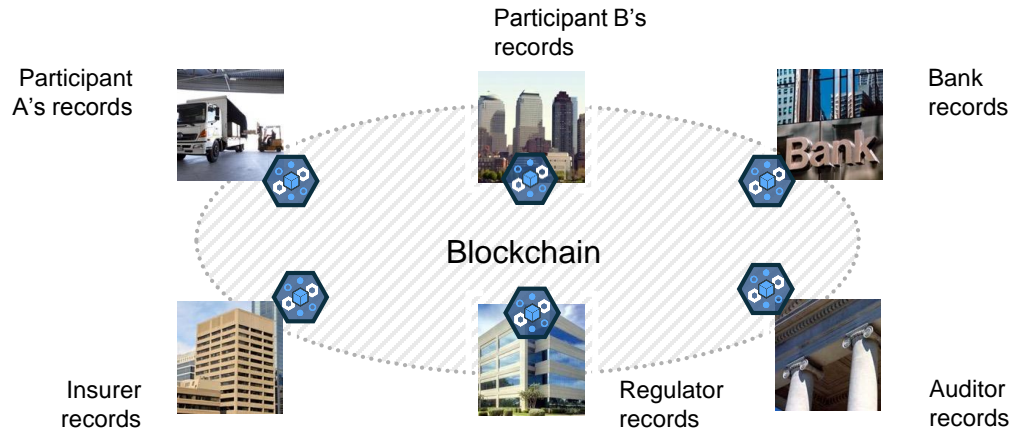 Participant B’s
records
Participant
A’s records
Bank
records
Bank
Blockchain
Insurer
records
Regulator
records
Auditor
records